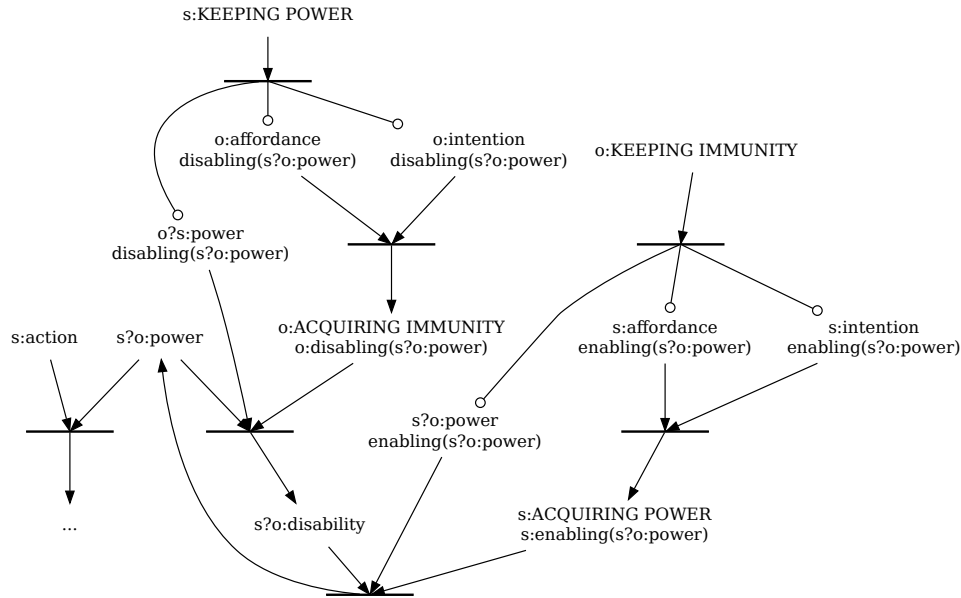 s:KEEPING POWER
o:affordance
disabling(s?o:power)
o:intention
disabling(s?o:power)
o:KEEPING IMMUNITY
o?s:power
disabling(s?o:power)
s:action
s?o:power
o:ACQUIRING IMMUNITY
o:disabling(s?o:power)
s:affordance
enabling(s?o:power)
s:intention
enabling(s?o:power)
s?o:power
enabling(s?o:power)
...
s?o:disability
s:ACQUIRING POWER
s:enabling(s?o:power)